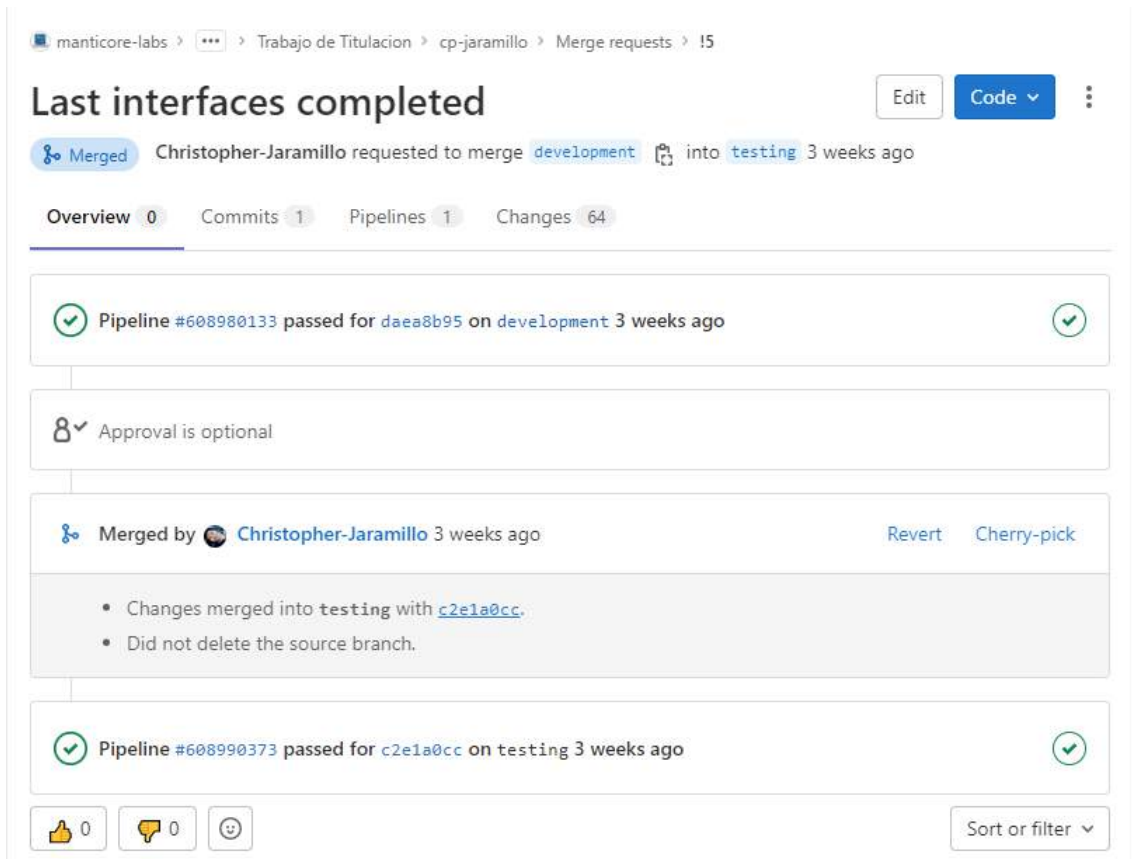 manticore-labs > ••• > Trabajo de Titulacion > cp-jaramillo > Merge requests > !5
Last interfaces completed
Edit
Code
Merged Christopher-Jaramillo requested to merge development into testing 3 weeks ago
Overview 0 Commits 1 Pipelines 1 Changes 64
Pipeline #608980133 passed for daea8b95 on development 3 weeks ago
Approval is optional
Merged by Christopher-Jaramillo 3 weeks ago Revert Cherry-pick
• Changes merged into testing with c2e1a0cc.
• Did not delete the source branch.
Pipeline #608990373 passed for c2e1a0cc on testing 3 weeks ago
0 0 Sort or filter